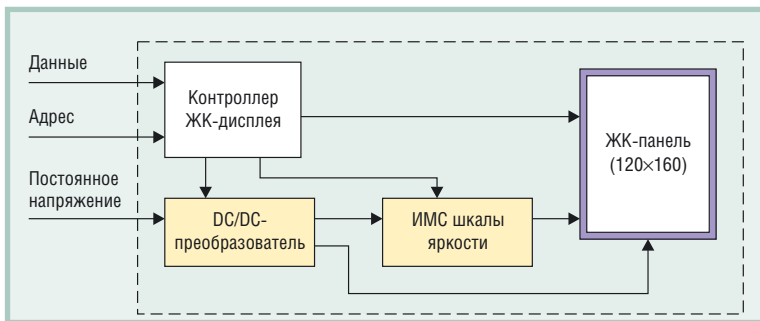 Данные
Адрес
Постоянное
напряжение
Контроллер
ЖК-дисплея
DC/DC-
преобразователь
ИМС шкалы
яркости
ЖК-панель
(120×160)